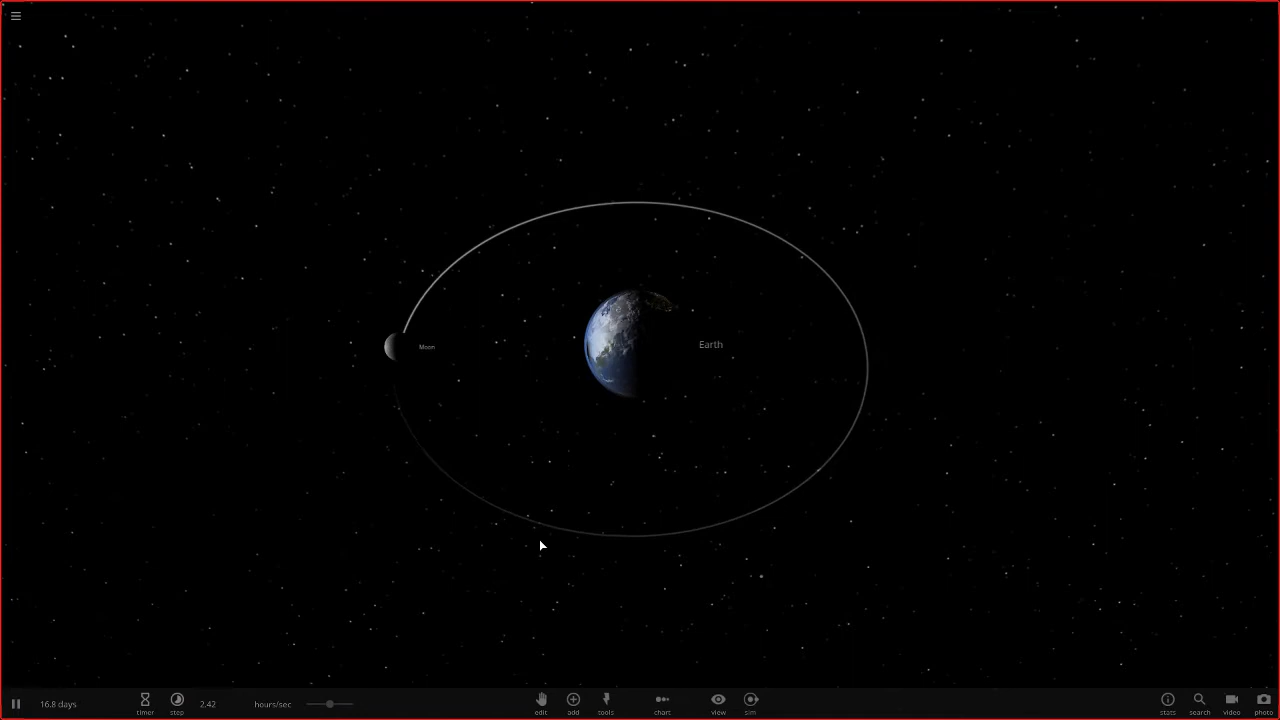 Moon
Earth
16.8 days
timer
step
2.42
hours/sec
edit
add
tools
chart
view
sim
stats
search
video
photo